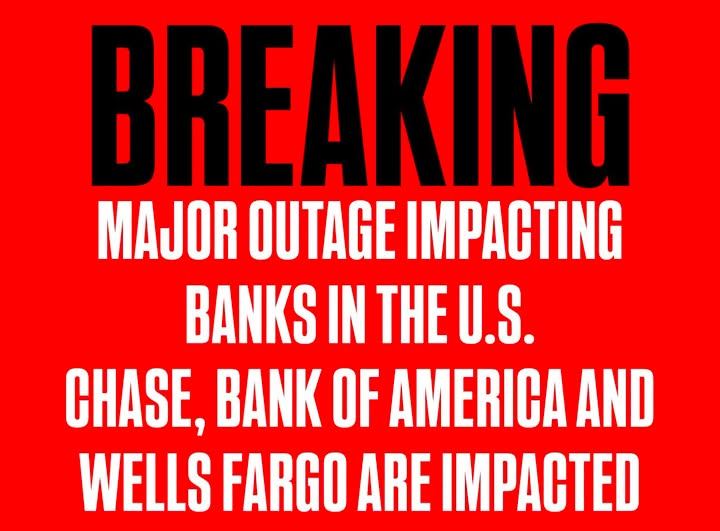 BREAKING
MAJOR OUTAGE IMPACTING
BANKS IN THE U.S.
CHASE, BANK OF AMERICA AND
WELLS FARGO ARE IMPACTED